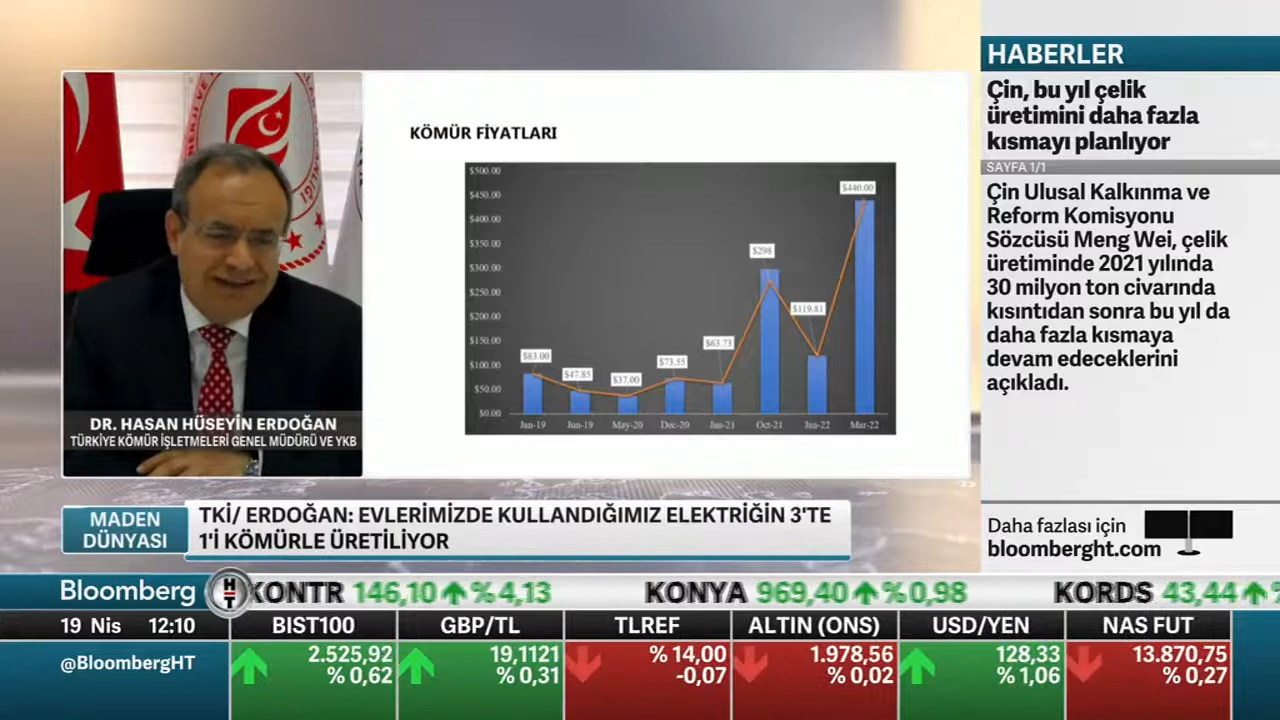 HABERLER
Çin, bu yıl çelik
üretimini daha fazla
kısmayı planlıyor
SAYFA 1/1
Çin Ulusal Kalkınma ve
Reform Komisyonu
Sözcüsü Meng Wei, çelik
üretiminde 2021 yılında
30 milyon ton civarında
kısıntıdan sonra bu yıl da
daha fazla kısmaya
devam edeceklerini
açıkladı.
Daha fazlası için
bloomberght.com
KÖMÜR FİYATLARI
$500.00
$450.00
$400.00
$350.00
$300.00
$250.00
$200.00
$150.00
$100.00
$50.00
$0.00
$83.00
$47.85
$37.00
$73.55
$63.73
$298
$119.81
$440.00
Jan-19 Jun-19 May-20 Dec-20 Jan-21 Oct-21 Jan-22 Mar-22
DR. HASAN HÜSEYİN ERDOĞAN
TÜRKİYE KÖMÜR İŞLETMELERİ GENEL MÜDÜRÜ VE YKB
MADEN
DÜNYASI
TKİ/ ERDOĞAN: EVLERİMİZDE KULLANDIĞIMIZ ELEKTRİĞİN 3'TE
1'İ KÖMÜRLE ÜRETİLİYOR
Bloomberg HT KONTR 146,10 %4,13 KONYA 969,40 %0,98 KORDS 43,44 %
19 Nis 12:10 BIST100 GBP/TL TLREF ALTIN (ONS) USD/YEN NAS FUT
@BloombergHT
2.525,92 19,1121 % 14,00 1.978,56 128,33 13.870,75
% 0,62 % 0,31 -0,07 % 0,02 % 1,06 % 0,27